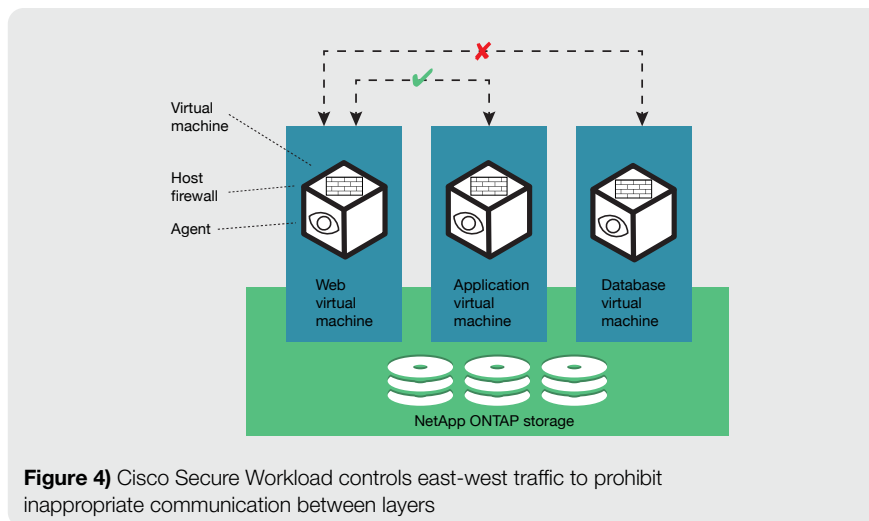 Virtual
machine
Host
firewall
Agent
Web
virtual
machine
Application
virtual
machine
Database
virtual
machine
NetApp ONTAP storage
Figure 4) Cisco Secure Workload controls east-west traffic to prohibit
inappropriate communication between layers